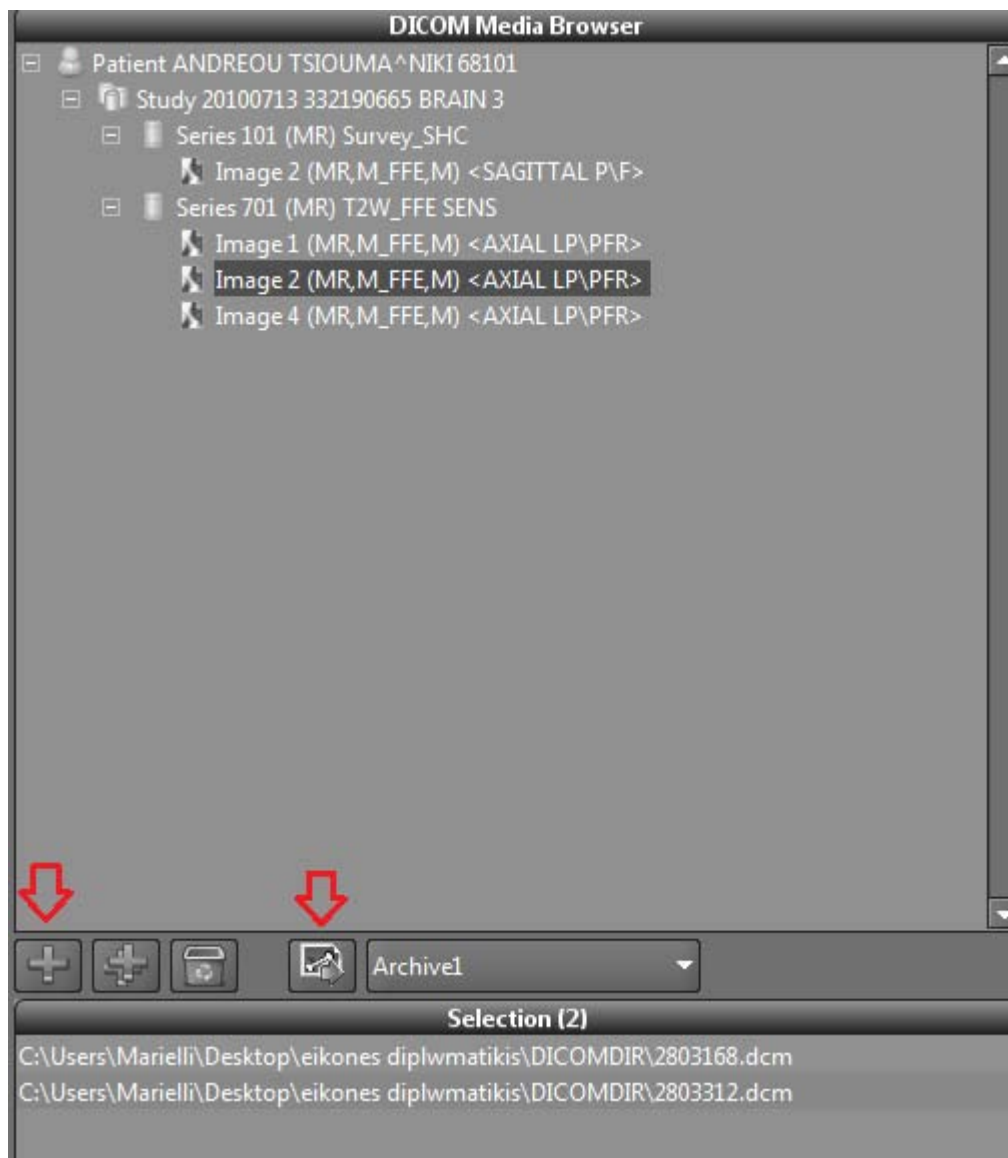 DICOM Media Browser
Patient ANDREOU TSIOUMA^NIKI 68101
Study 20100713 332190665 BRAIN 3
Series 101 (MR) Survey_SHC
Image 2 (MR,M_FFE,M) <SAGITTAL P\F>
Series 701 (MR) T2W_FFE SENS
Image 1 (MR,M_FFE,M) <AXIAL LP\PFR>
Image 2 (MR,M_FFE,M) <AXIAL LP\PFR>
Image 4 (MR,M_FFE,M) <AXIAL LP\PFR>
Archive1
Selection (2)
C:\Users\Marielli\Desktop\eikones diplwmatikis\DICOMDIR\2803168.dcm
C:\Users\Marielli\Desktop\eikones diplwmatikis\DICOMDIR\2803312.dcm